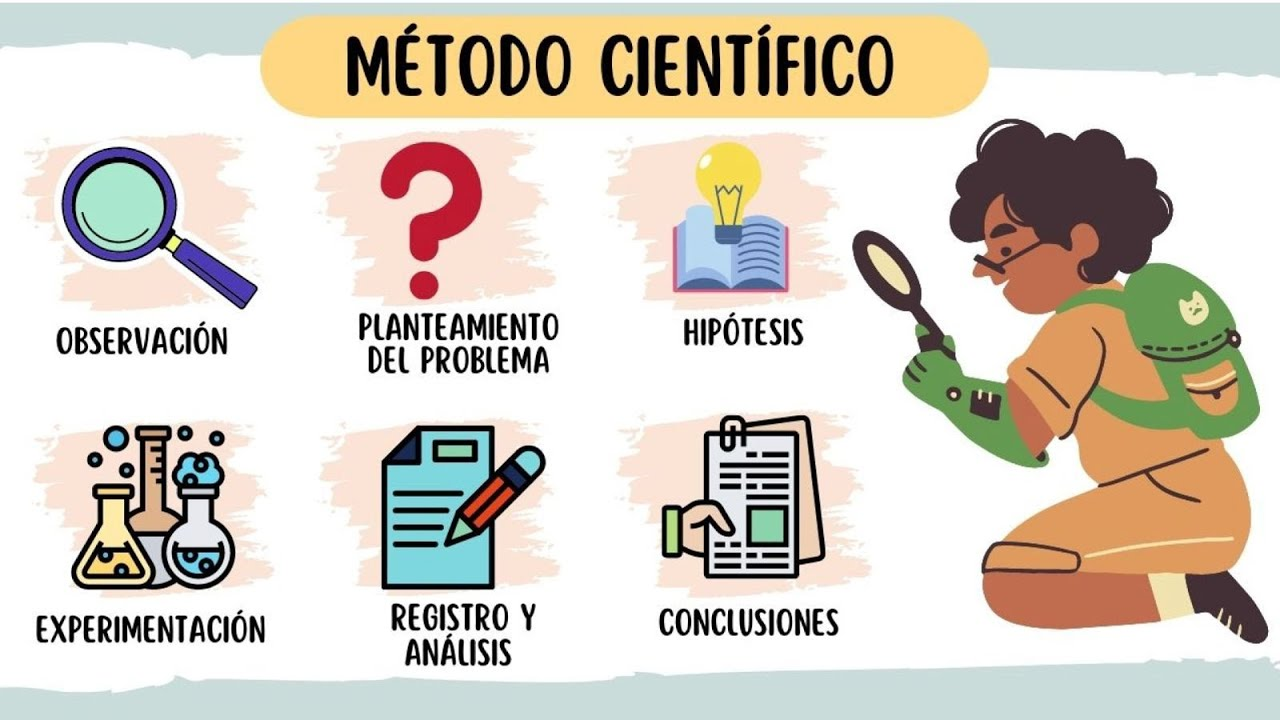 MÉTODO CIENTÍFICO
OBSERVACIÓN
PLANTEAMIENTO
DEL PROBLEMA
HIPÓTESIS
EXPERIMENTACIÓN
REGISTRO Y
ANÁLISIS
CONCLUSIONES